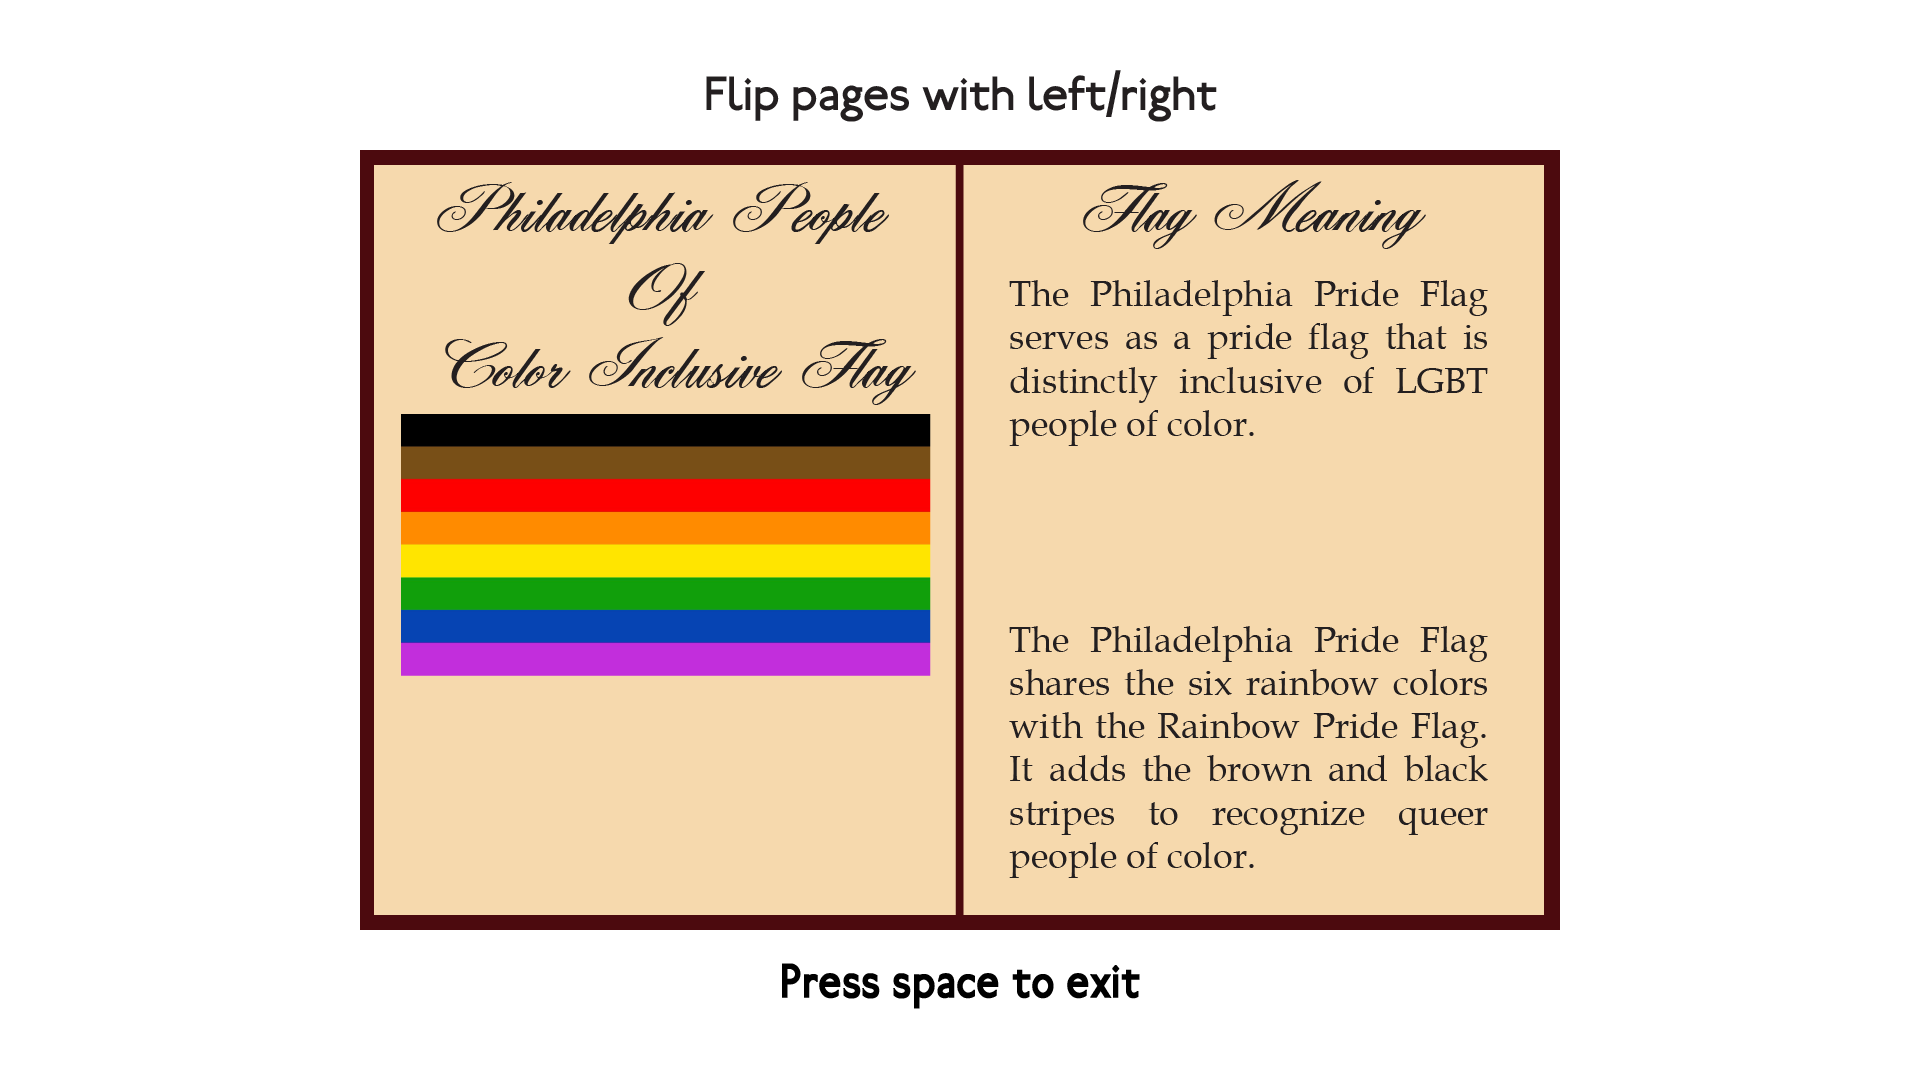 Flip pages with left/right
Philadelphia People
Of
Color Inclusive Flag
Flag Meaning
The Philadelphia Pride Flag
serves as a pride flag that is
distinctly inclusive of LGBT
people of color.
The Philadelphia Pride Flag
shares the six rainbow colors
with the Rainbow Pride Flag.
It adds the brown and black
stripes to recognize queer
people of color.
Press space to exit